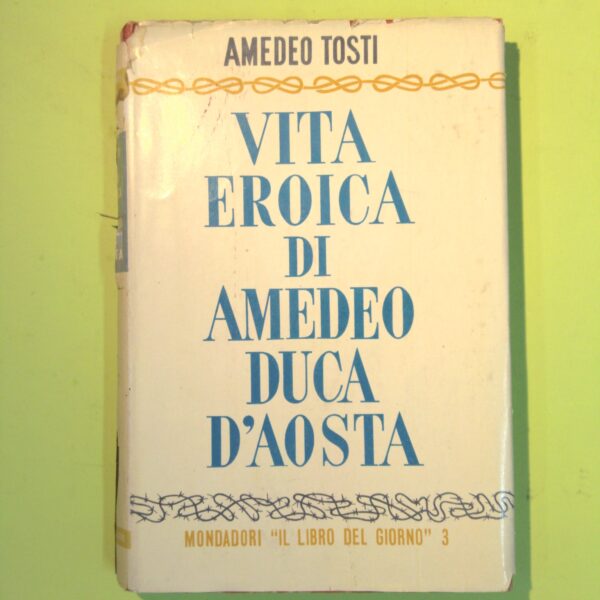 AMEDEO TOSTI
VITA
EROICA
DI
AMEDEO
DUCA
D'AOSTA
MONDADORI "IL LIBRO DEL GIORNO" 3